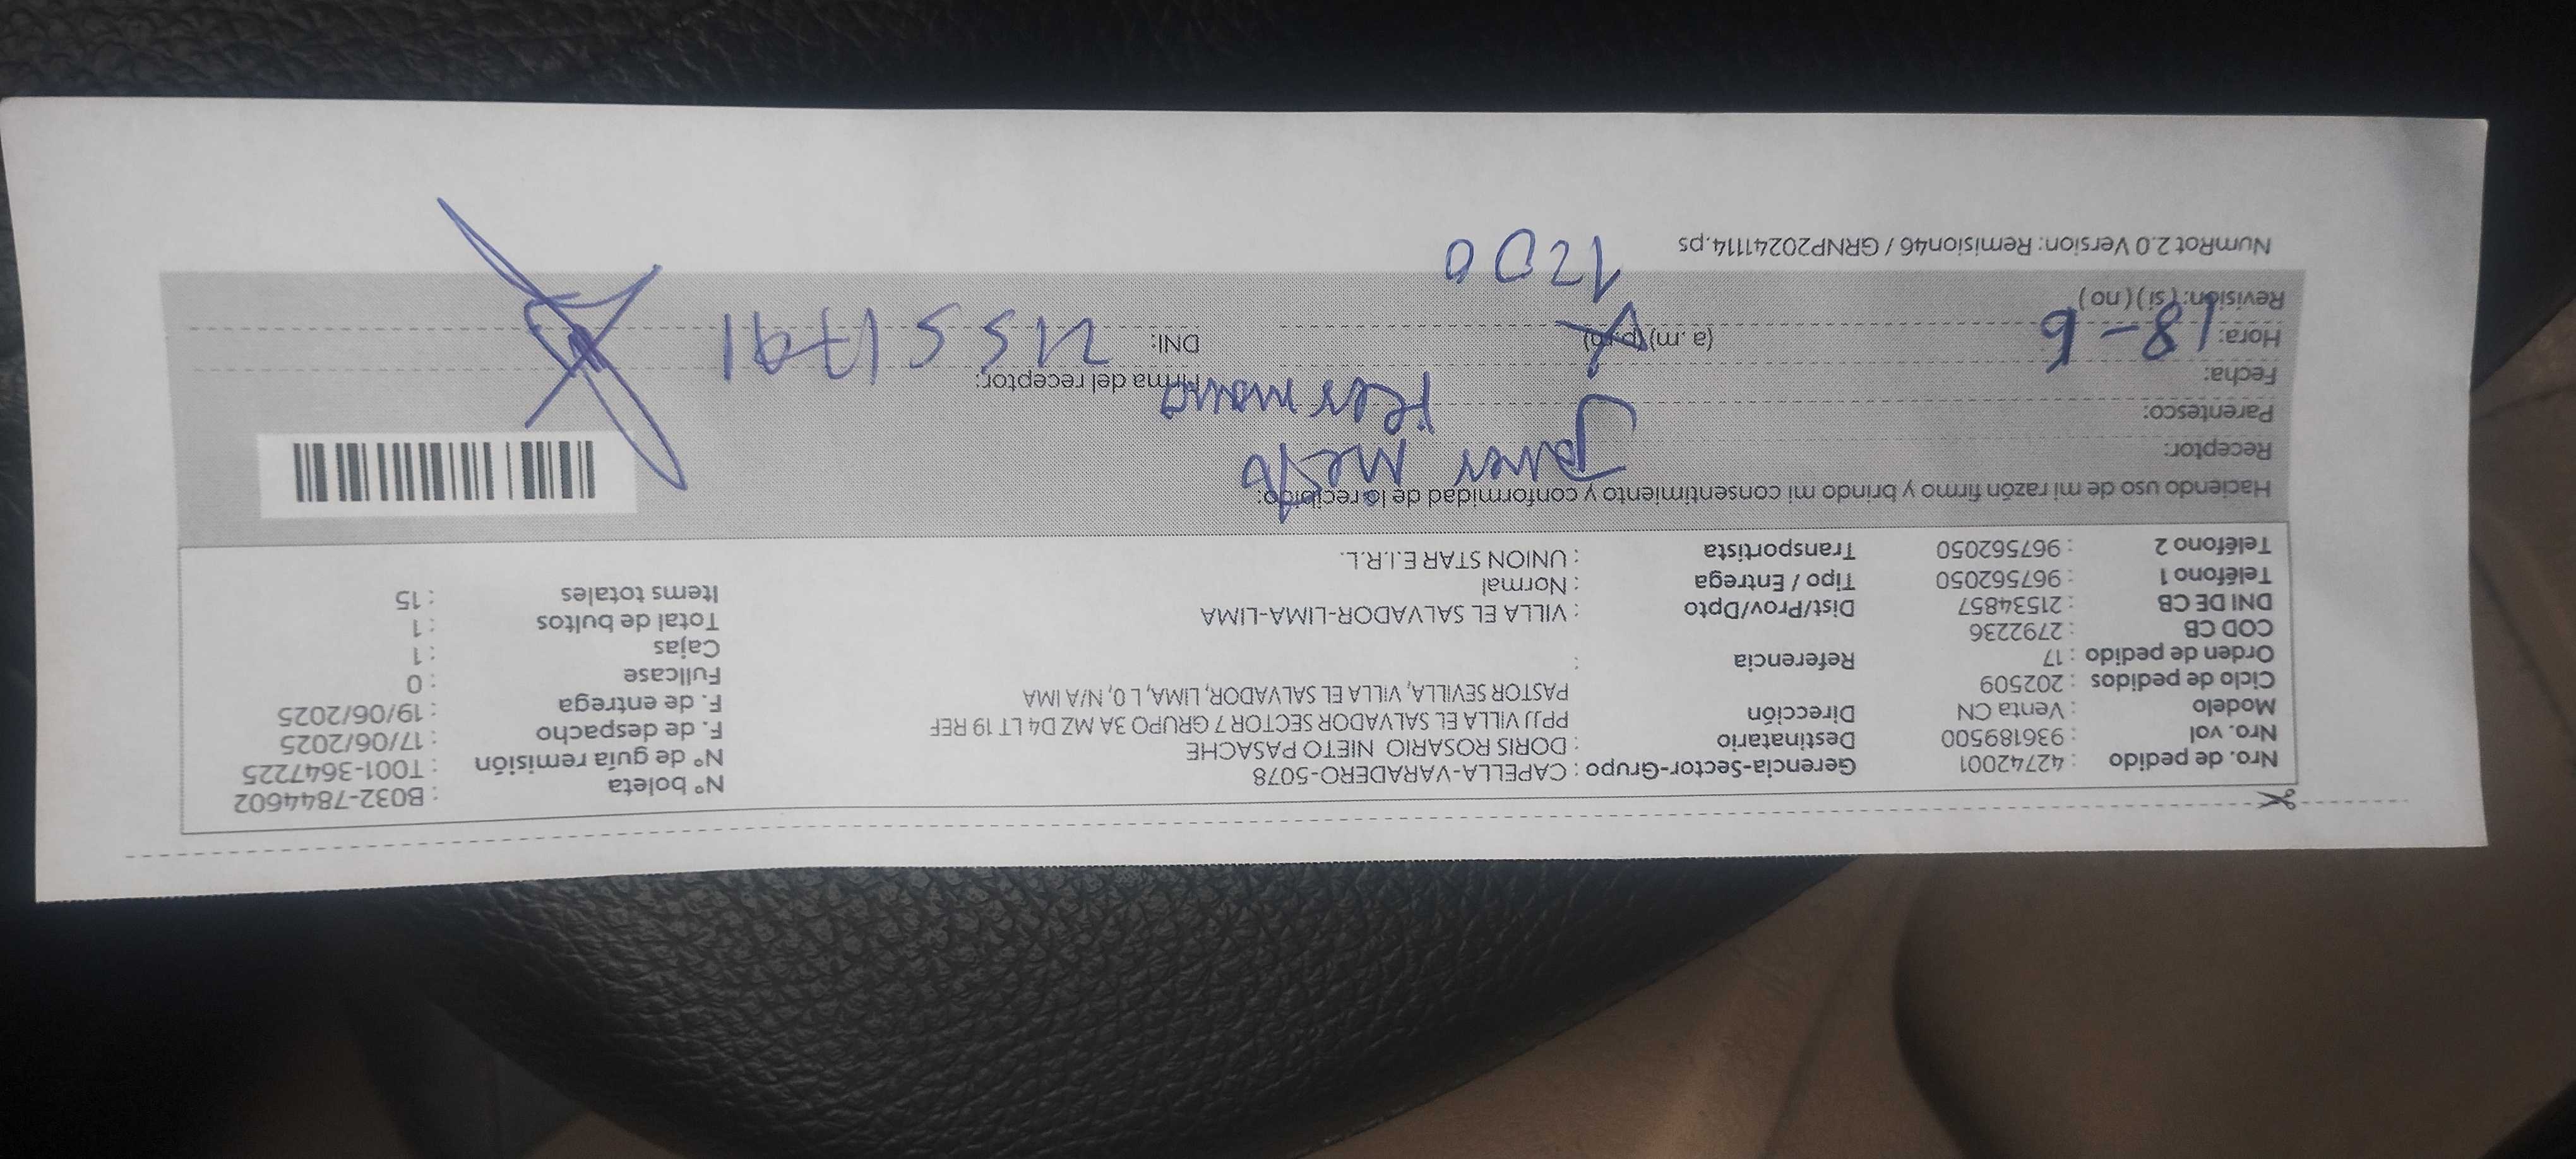 Nro. de pedido : 42742001 Gerencia-Sector-Grupo : CAPELLA-VARADERO-5078 N° boleta : B032-7844602
Nro. vol : 936189500 Destinatario : DORIS ROSARIO NIETO PASACHE N° de guía remisión : T001-3647225
Modelo : Venta CN Dirección PPJJ VILLA EL SALVADOR SECTOR 7 GRUPO 3A MZ D4 LT 19 REF F. de despacho : 17/06/2025
Ciclo de pedidos : 202509 PASTOR SEVILLA, VILLA EL SALVADOR, LIMA, L 0, N/A IMA F. de entrega : 19/06/2025
Orden de pedido : 17 Referencia : Fullcase : 0
COD CB : 2792236 Cajas : 1
DNI DE CB : 21534857 Dist/Prov/Dpto : VILLA EL SALVADOR-LIMA-LIMA Total de bultos : 1
Teléfono 1 : 967562050 Tipo / Entrega : Normal Items totales : 15
Teléfono 2 : 967562050 Transportista : UNION STAR E.I.R.L.
Haciendo uso de mi razón firmo y brindo mi consentimiento y conformidad de lo recibido:
Receptor:
Parentesco:
Fecha: 18-6 Firma del receptor:
Hora: (a .m) (p.m) DNI: 21551791
Revisión: (si) (no) 1200
NumRot 2.0 Version: Remision46 / GRNP20241114.ps